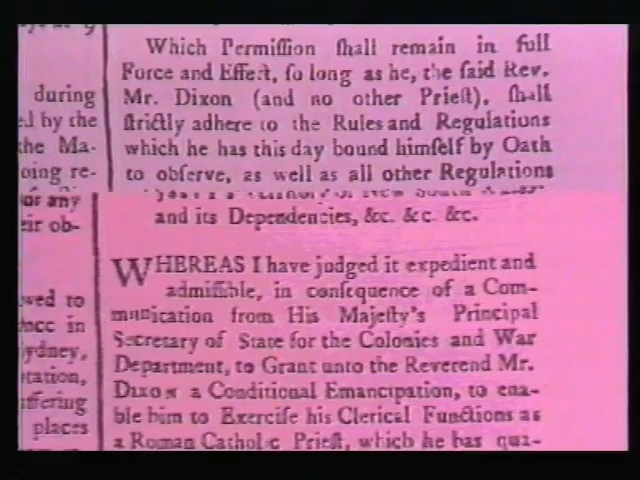 Which Permiſſion ſhall remain in full
Force and Effect, ſo long as he, the ſaid Rev.
during Mr. Dixon (and no other Prieſt), ſhall
by the ſtrictly adhere to the Rules and Regulations
the Ma- which he has this day bound himſelf by Oath
oing re- to obſerve, as well as all other Regulations
or any
eir ob- and its Dependencies, &c. &c. &c.
WHEREAS I have judged it expedient and
admiſſible, in conſequence of a Com-
wed to munication from His Majeſty's Principal
ence in Secretary of State for the Colonies and War
ydney, Department, to Grant unto the Reverend Mr.
tation, Dixon a Conditional Emancipation, to ena-
uffering ble him to Exerciſe his Clerical Functions as
places a Roman Catholic Prieſt, which he has qua-